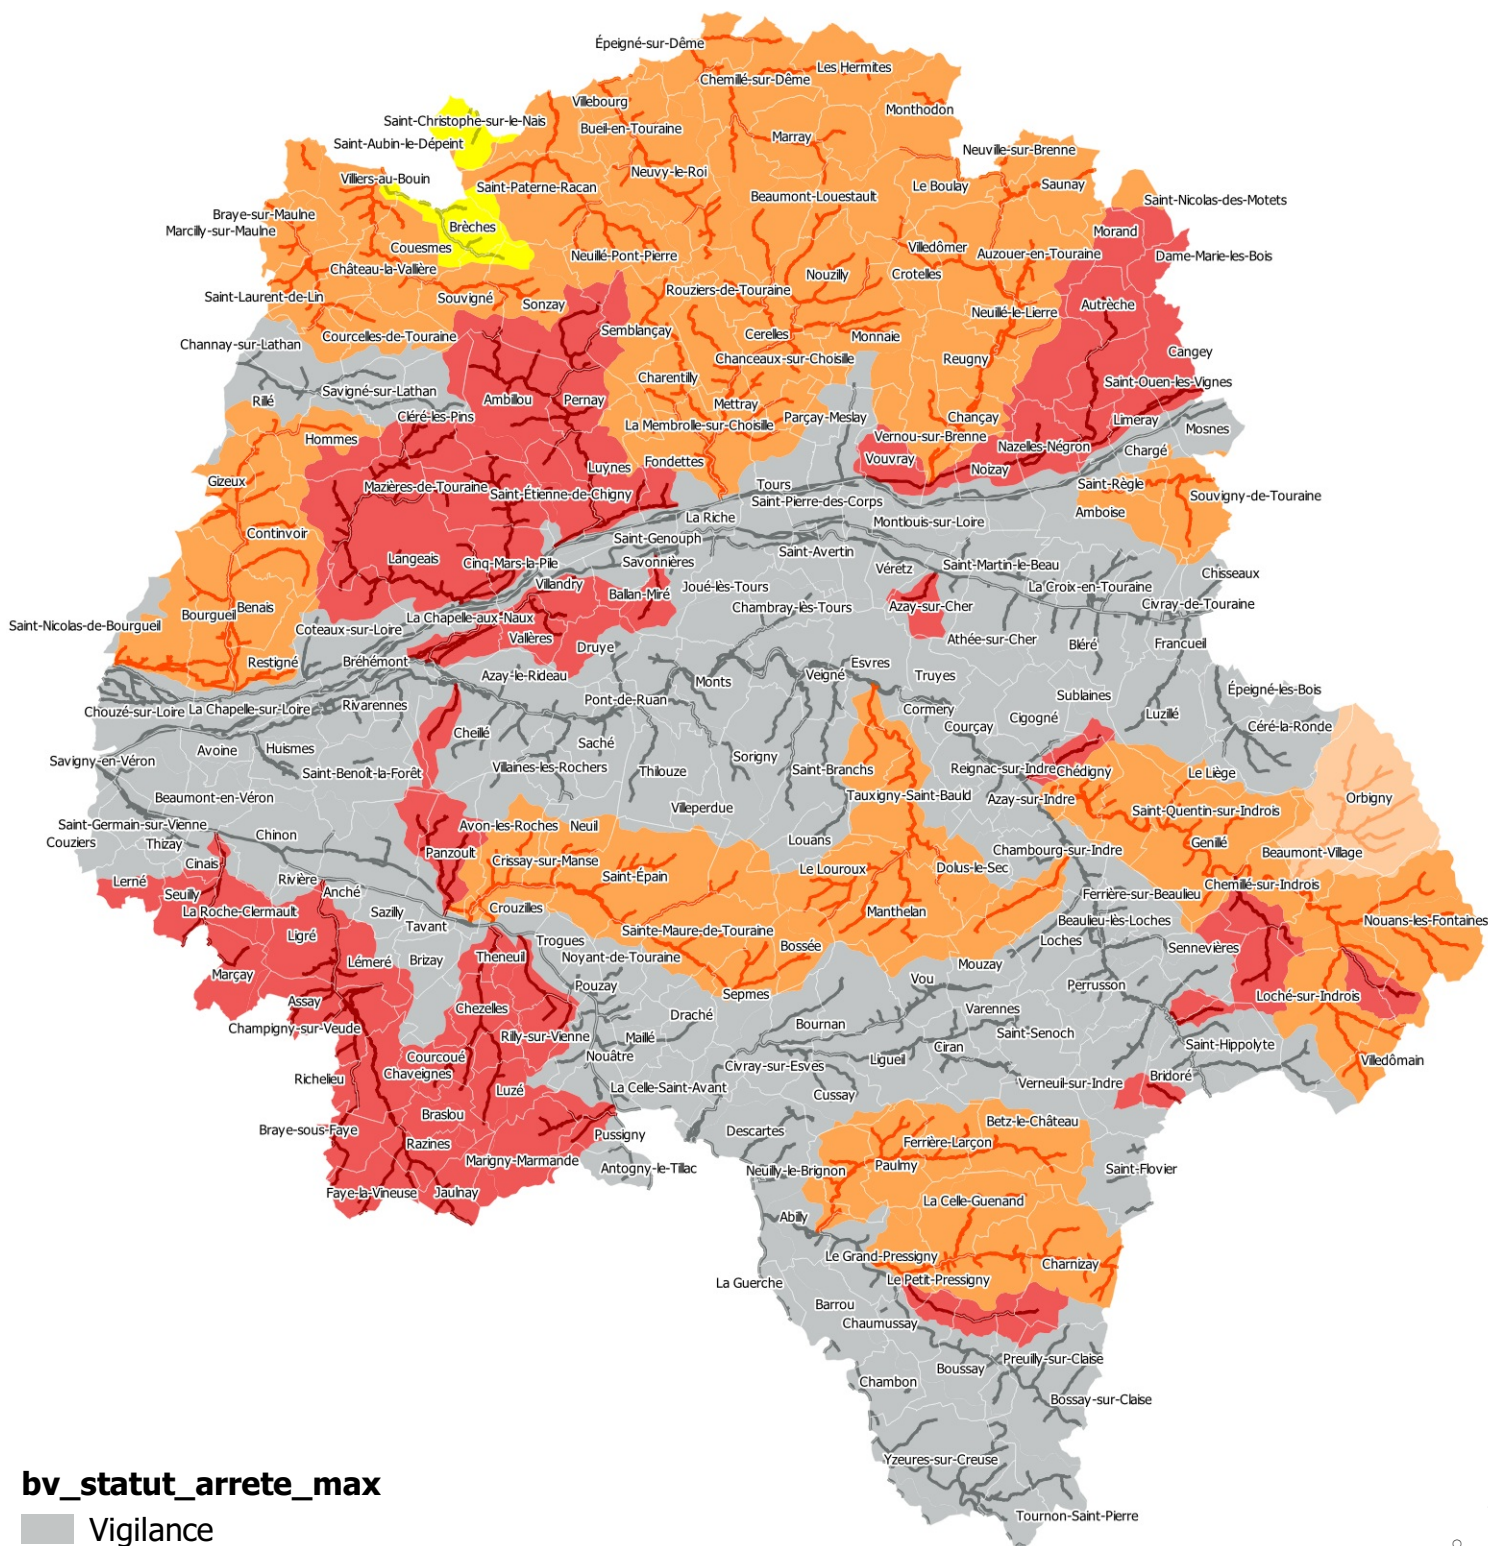 Épeigné-sur-Dême
Les Hermites
Chemillé-sur-Dême
Villebourg
Monthodon
Saint-Christophe-sur-le-Nais
Bueil-en-Touraine
Marray
Saint-Aubin-le-Dépeint
Neuville-sur-Brenne
Neuvy-le-Roi
Villiers-au-Bouin
Saint-Paterne-Racan
Le Boulay
Saunay
Beaumont-Louestault
Saint-Nicolas-des-Motets
Braye-sur-Maulne
Brèches
Marcilly-sur-Maulne
Morand
Couesmes
Villedômer
Auzouer-en-Touraine
Neuillé-Pont-Pierre
Dame-Marie-les-Bois
Château-la-Vallière
Nouzilly
Crotelles
Rouziers-de-Touraine
Saint-Laurent-de-Lin
Souvigné
Sonzay
Autrèche
Neuillé-le-Lierre
Semblançay
Courcelles-de-Touraine
Cerelles
Monnaie
Channay-sur-Lathan
Cangey
Chanceaux-sur-Choisille
Reugny
Charentilly
Saint-Ouen-les-Vignes
Savigné-sur-Lathan
Rillé
Ambillou
Pernay
Mettray
Cléré-les-Pins
Parçay-Meslay
Chançay
Limeray
La Membrolle-sur-Choisille
Mosnes
Hommes
Vernou-sur-Brenne
Nazelles-Négron
Chargé
Vouvray
Fondettes
Luynes
Noizay
Gizeux
Mazières-de-Touraine
Saint-Étienne-de-Chigny
Tours
Saint-Règle
Souvigny-de-Touraine
Saint-Pierre-des-Corps
Amboise
La Riche
Montlouis-sur-Loire
Continvoir
Saint-Genouph
Langeais
Cinq-Mars-la-Pile
Savonnières
Saint-Avertin
Véretz
Saint-Martin-le-Beau
Chisseaux
Villandry
Joué-lès-Tours
La Croix-en-Touraine
Ballan-Miré
Civray-de-Touraine
Bourgueil
Benais
Chambray-lès-Tours
Azay-sur-Cher
La Chapelle-aux-Naux
Saint-Nicolas-de-Bourgueil
Coteaux-sur-Loire
Vallères
Druye
Athée-sur-Cher
Bléré
Francueil
Restigné
Bréhémont
Azay-le-Rideau
Monts
Veigné
Esvres
Truyes
Épeigné-les-Bois
Pont-de-Ruan
Sublaines
Chouzé-sur-Loire
La Chapelle-sur-Loire
Rivarennes
Cormery
Cigogné
Luzillé
Courçay
Céré-la-Ronde
Cheillé
Avoine
Huismes
Saché
Savigny-en-Véron
Sorigny
Saint-Benoît-la-Forêt
Villaines-les-Rochers
Thilouze
Saint-Branchs
Reignac-sur-Indre
Chédigny
Le Liège
Beaumont-en-Véron
Tauxigny-Saint-Bauld
Azay-sur-Indre
Orbigny
Villeperdue
Saint-Quentin-sur-Indrois
Saint-Germain-sur-Vienne
Avon-les-Roches
Neuil
Chinon
Couziers
Thizay
Louans
Genillé
Panzoult
Chambourg-sur-Indre
Beaumont-Village
Cinais
Crissay-sur-Manse
Le Louroux
Dolus-le-Sec
Lerné
Rivière
Saint-Épain
Seuilly
Anché
Ferrière-sur-Beaulieu
Chemillé-sur-Indrois
La Roche-Clermault
Sazilly
Crouzilles
Manthelan
Beaulieu-lès-Loches
Nouans-les-Fontaines
Tavant
Ligré
Sainte-Maure-de-Touraine
Trogues
Bossée
Loches
Sennevières
Lémeré
Brizay
Theneuil
Noyant-de-Touraine
Marçay
Mouzay
Vou
Pouzay
Perrusson
Sepmes
Loché-sur-Indrois
Assay
Chezelles
Draché
Varennes
Champigny-sur-Veude
Bournan
Rilly-sur-Vienne
Maillé
Saint-Senoch
Saint-Hippolyte
Courcoué
Nouâtre
Ligueil
Ciran
Villedômain
Chaveignes
Civray-sur-Esves
Richelieu
Bridoré
Verneuil-sur-Indre
Luzé
La Celle-Saint-Avant
Cussay
Braslou
Betz-le-Château
Braye-sous-Faye
Descartes
Pussigny
Razines
Ferrière-Larçon
Marigny-Marmande
Antogny-le-Tillac
Neuilly-le-Brignon
Paulmy
Saint-Flovier
Faye-la-Vineuse
Jaulnay
La Celle-Guenand
Abilly
Le Grand-Pressigny
Charnizay
La Guerche
Le Petit-Pressigny
Barrou
Chaumussay
Preuilly-sur-Claise
Boussay
Chambon
Bossay-sur-Claise
Yzeures-sur-Creuse
Tournon-Saint-Pierre
bv_statut_arrete_max
Vigilance